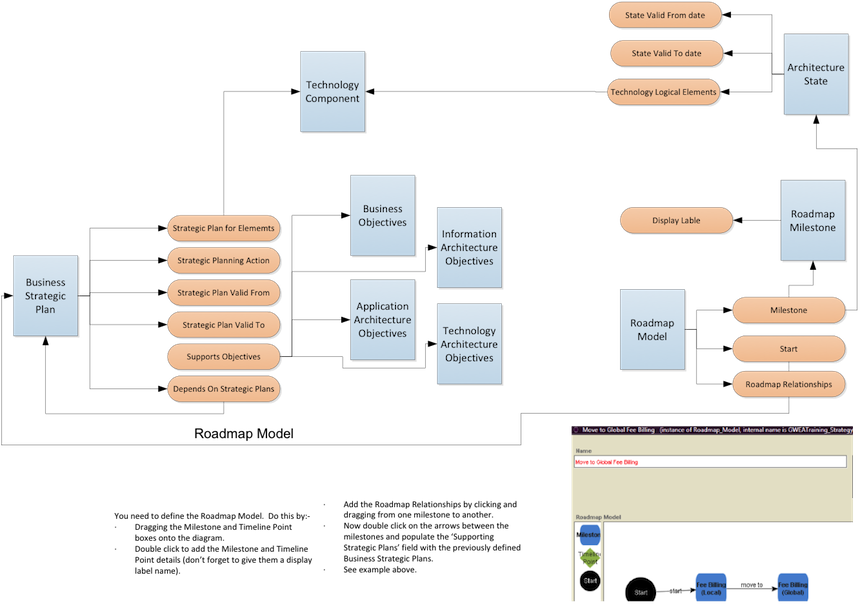 State Valid From date
State Valid To date
Technology Logical Elements
Architecture
State
Technology
Component
Business
Objectives
Information
Architecture
Objectives
Application
Architecture
Objectives
Technology
Architecture
Objectives
Strategic Plan for Elememts
Strategic Planning Action
Strategic Plan Valid From
Strategic Plan Valid To
Supports Objectives
Depends On Strategic Plans
Business
Strategic
Plan
Display Lable
Roadmap
Milestone
Roadmap
Model
Milestone
Start
Roadmap Relationships
Roadmap Model
You need to define the Roadmap Model. Do this by:-
· Dragging the Milestone and Timeline Point
boxes onto the diagram.
· Double click to add the Milestone and Timeline
Point details (don't forget to give them a display
label name).
· Add the Roadmap Relationships by clicking and
dragging from one milestone to another.
· Now double click on the arrows between the
milestones and populate the 'Supporting
Strategic Plans' field with the previously defined
Business Strategic Plans.
· See example above.
Move to Global Fee Billing (instance of Roadmap_Model, internal name is GWEATraining_Strategy
Name
Move to Global Fee Billing
Roadmap Model
Mileston
Timeline
Point
Start
Start
start
Fee Billing
(Local)
move to
Fee Billing
(Global)